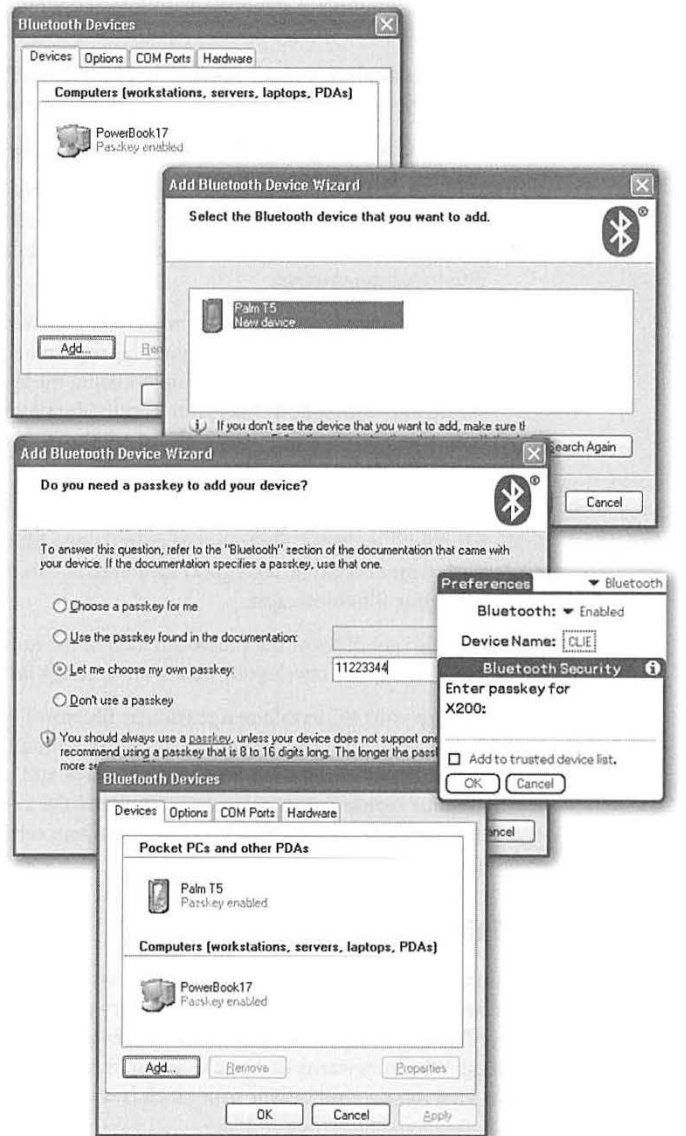 Bluetooth Devices
Devices Options COM Ports Hardware
Computers (workstations, servers, laptops, PDAs)
PowerBook17
Passkey enabled
Add...
Add Bluetooth Device Wizard
Select the Bluetooth device that you want to add.
Palm T5
New device
If you don't see the device that you want to add, make sure
Search Again
Cancel
Add Bluetooth Device Wizard
Do you need a passkey to add your device?
To answer this question, refer to the "Bluetooth" section of the documentation that came with
your device. If the documentation specifies a passkey, use that one.
Choose a passkey for me
Use the passkey found in the documentation:
Let me choose my own passkey: 11223344
Don't use a passkey
You should always use a passkey, unless your device does not support one
recommend using a passkey that is 8 to 16 digits long. The longer the
more
Preferences Bluetooth
Bluetooth: Enabled
Device Name: CLIE
Bluetooth Security
Enter passkey for
X200:
Add to trusted device list.
OK Cancel
Bluetooth Devices
Devices Options COM Ports Hardware
Pocket PCs and other PDAs
Palm T5
Passkey enabled
Computers (workstations, servers, laptops, PDAs)
PowerBook17
Passkey enabled
Add... Remove Properties
OK Cancel Apply